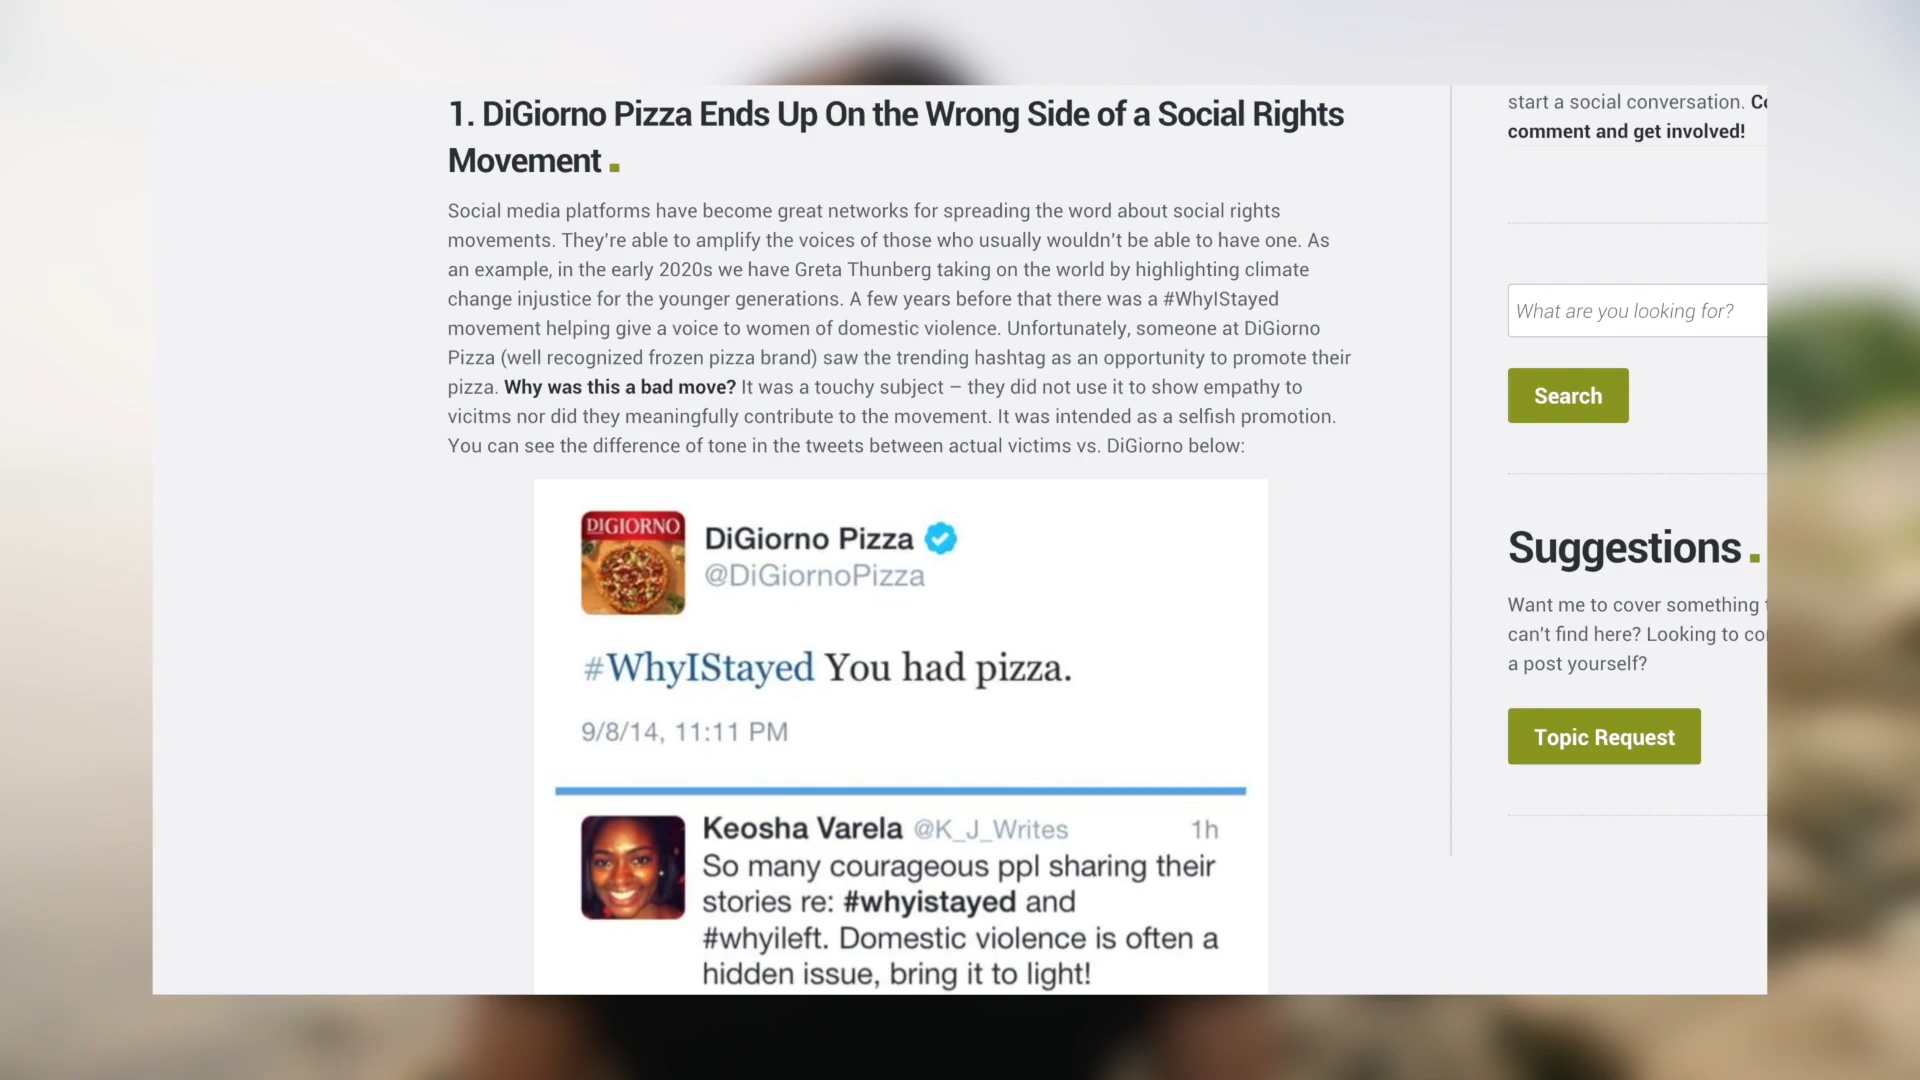 1. DiGiorno Pizza Ends Up On the Wrong Side of a Social Rights
Movement.
Social media platforms have become great networks for spreading the word about social rights
movements. They're able to amplify the voices of those who usually wouldn't be able to have one. As
an example, in the early 2020s we have Greta Thunberg taking on the world by highlighting climate
change injustice for the younger generations. A few years before that there was a #WhyIStayed
movement helping give a voice to women of domestic violence. Unfortunately, someone at DiGiorno
Pizza (well recognized frozen pizza brand) saw the trending hashtag as an opportunity to promote their
pizza. Why was this a bad move? It was a touchy subject – they did not use it to show empathy to
vicitms nor did they meaningfully contribute to the movement. It was intended as a selfish promotion.
You can see the difference of tone in the tweets between actual victims vs. DiGiorno below:
DIGIORNO
DiGiorno Pizza
@DiGiornoPizza
#WhyIStayed You had pizza.
9/8/14, 11:11 PM
Keosha Varela @K_J_Writes 1h
So many courageous ppl sharing their
stories re: #whyistayed and
#whyileft. Domestic violence is often a
hidden issue, bring it to light!
start a social conversation.
comment and get involved!
What are you looking for?
Search
Suggestions.
Want me to cover something
can't find here? Looking to
a post yourself?
Topic Request